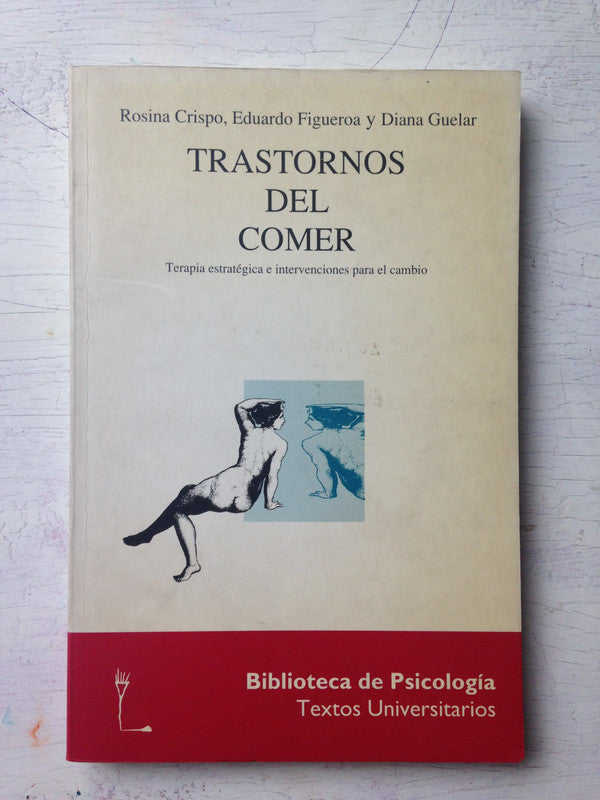 Rosina Crispo, Eduardo Figueroa y Diana Guelar
TRASTORNOS
DEL
COMER
Terapia estratégica e intervenciones para el cambio
Biblioteca de Psicología
Textos Universitarios